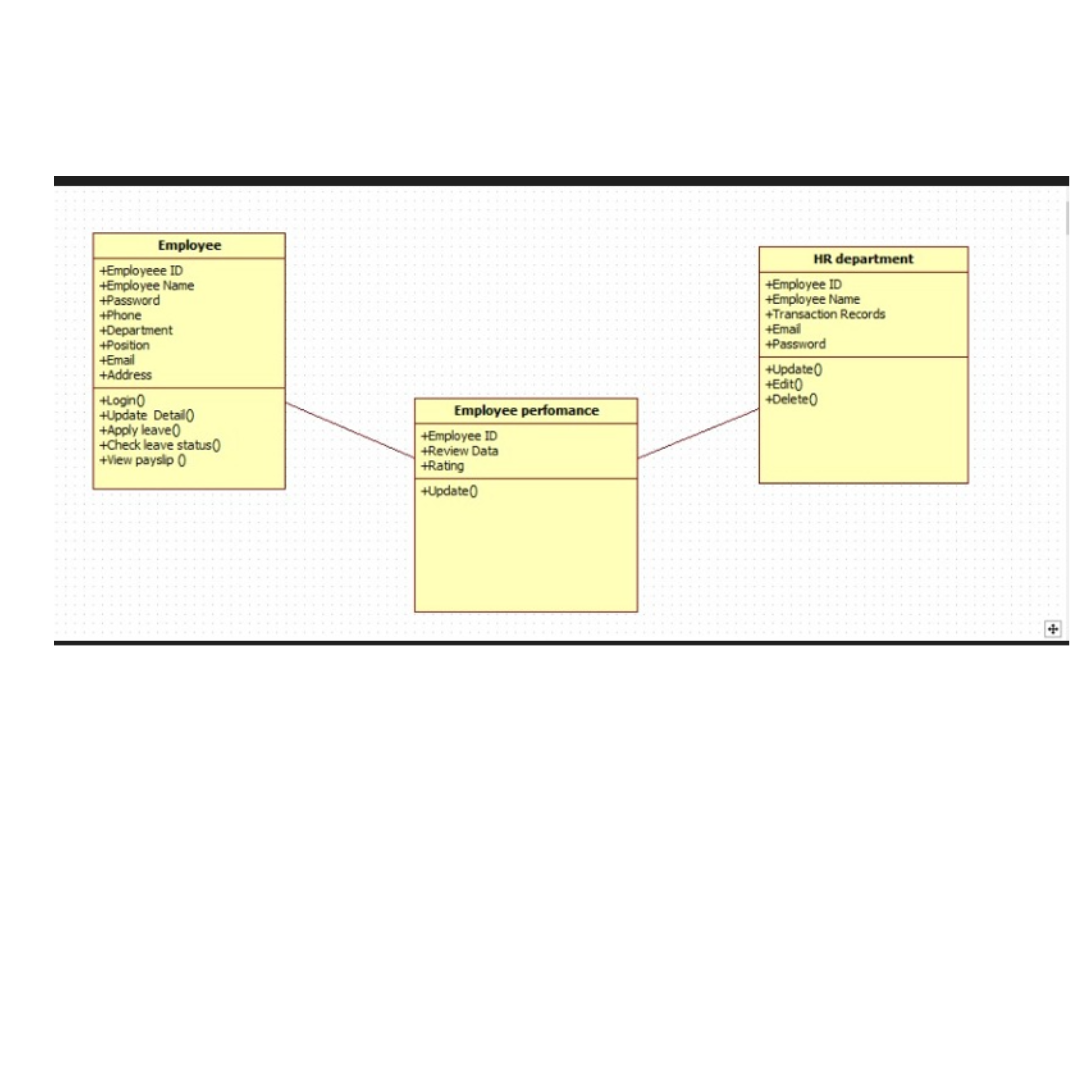 Employee
+Employeee ID
+Employee Name
+Password
+Phone
+Department
+Position
+Email
+Address
+Login()
+Update  Detail()
+Apply leave()
+Check leave status()
+View payslip ()
Employee perfomance
+Employee ID
+Review Data
+Rating
+Update()
HR department
+Employee ID
+Employee Name
+Transaction Records
+Email
+Password
+Update()
+Edit()
+Delete()